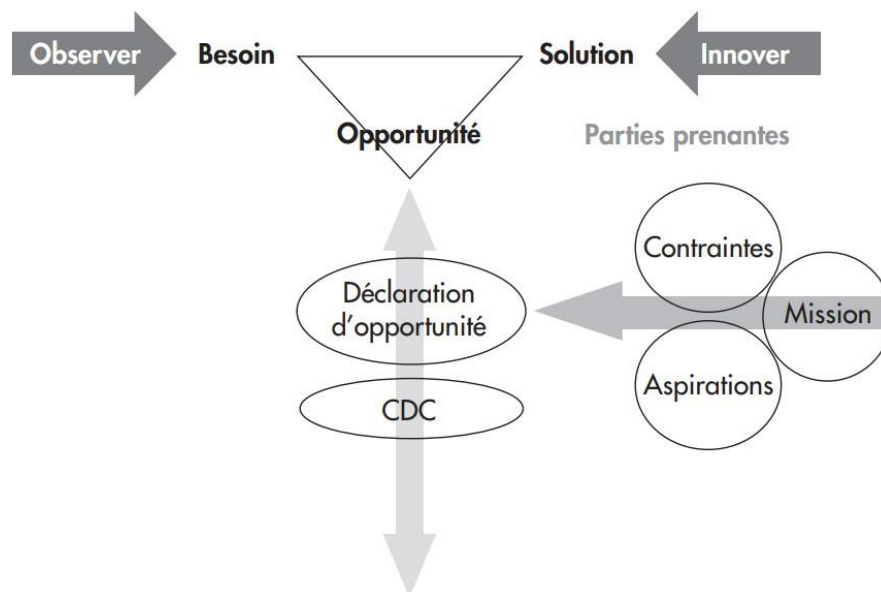 Observer
Besoin
Solution
Innover
Opportunité
Parties prenantes
Contraintes
Déclaration
d'opportunité
Mission
Aspirations
CDC